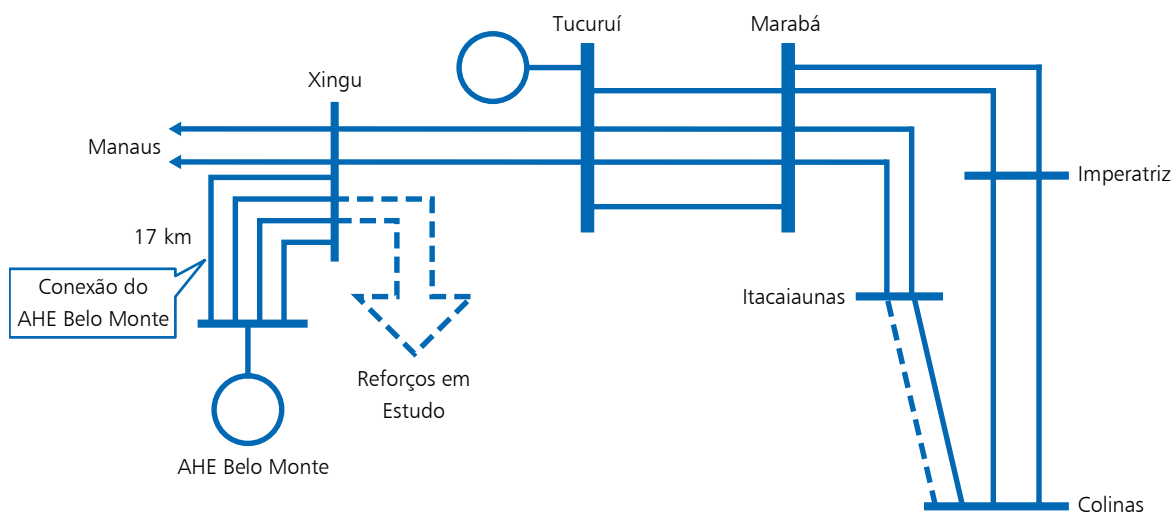 Tucuruí
Marabá
Xingu
Manaus
Imperatriz
17 km
Conexão do
AHE Belo Monte
Itacaiaunas
Reforços em
Estudo
AHE Belo Monte
Colinas